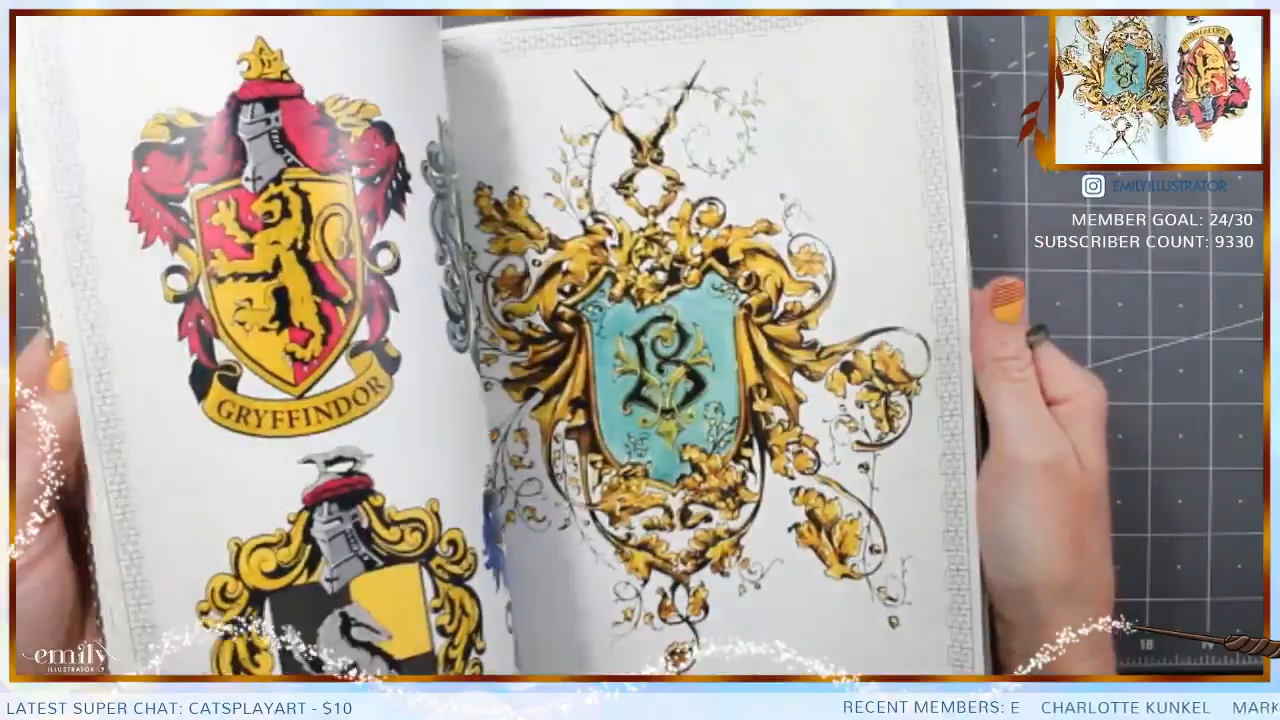 GRYFFINDOR
B
EMILYILLUSTRATOR
MEMBER GOAL: 24/30
SUBSCRIBER COUNT: 9330
emily
ILLUSTRATOR
18
LATEST SUPER CHAT: CATSPLAYART - $10
RECENT MEMBERS: E CHARLOTTE KUNKEL MARK